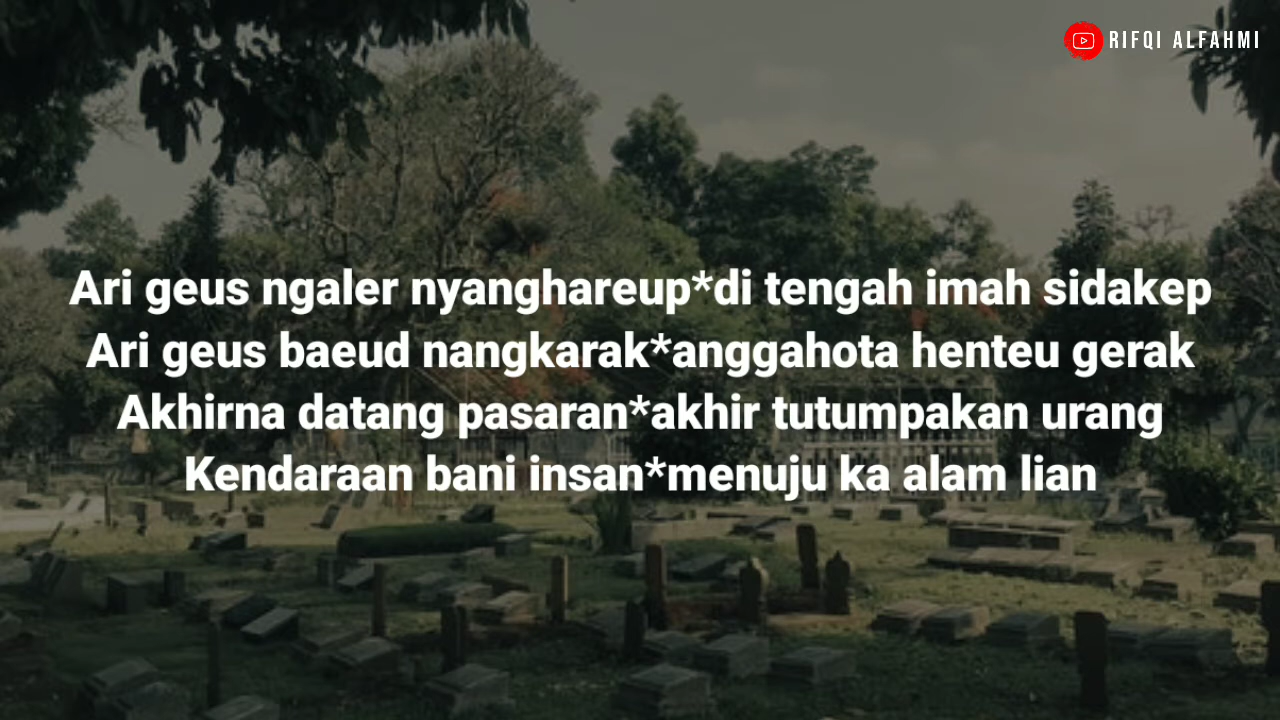 RIFQI ALFAHMI
Ari geus ngaler nyanghareup*di tengah imah sidakep
Ari geus baeud nangkarak*anggahota henteu gerak
Akhirna datang pasaran*akhir tutumpakan urang
Kendaraan bani insan*menuju ka alam lian